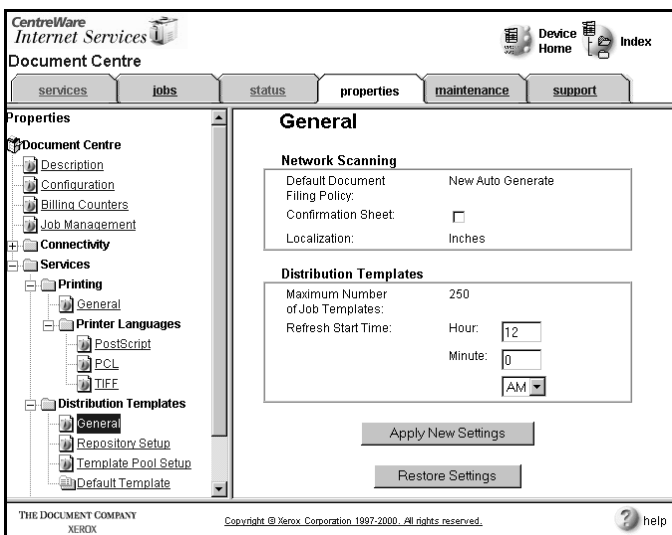 CentreWare
Internet Services
Document Centre
Device
Home
Index
services
jobs
status
properties
maintenance
support
Properties
Document Centre
Description
Configuration
Billing Counters
Job Management
Connectivity
Services
Printing
General
Printer Languages
PostScript
PCL
TIFF
Distribution Templates
General
Repository Setup
Template Pool Setup
Default Template
General
Network Scanning
Default Document
Filing Policy:
New Auto Generate
Confirmation Sheet:
Localization:
Inches
Distribution Templates
Maximum Number
of Job Templates:
250
Refresh Start Time:
Hour:
12
Minute:
0
AM
Apply New Settings
Restore Settings
THE DOCUMENT COMPANY
XEROX
Copyright © Xerox Corporation 1997-2000. All rights reserved.
? help